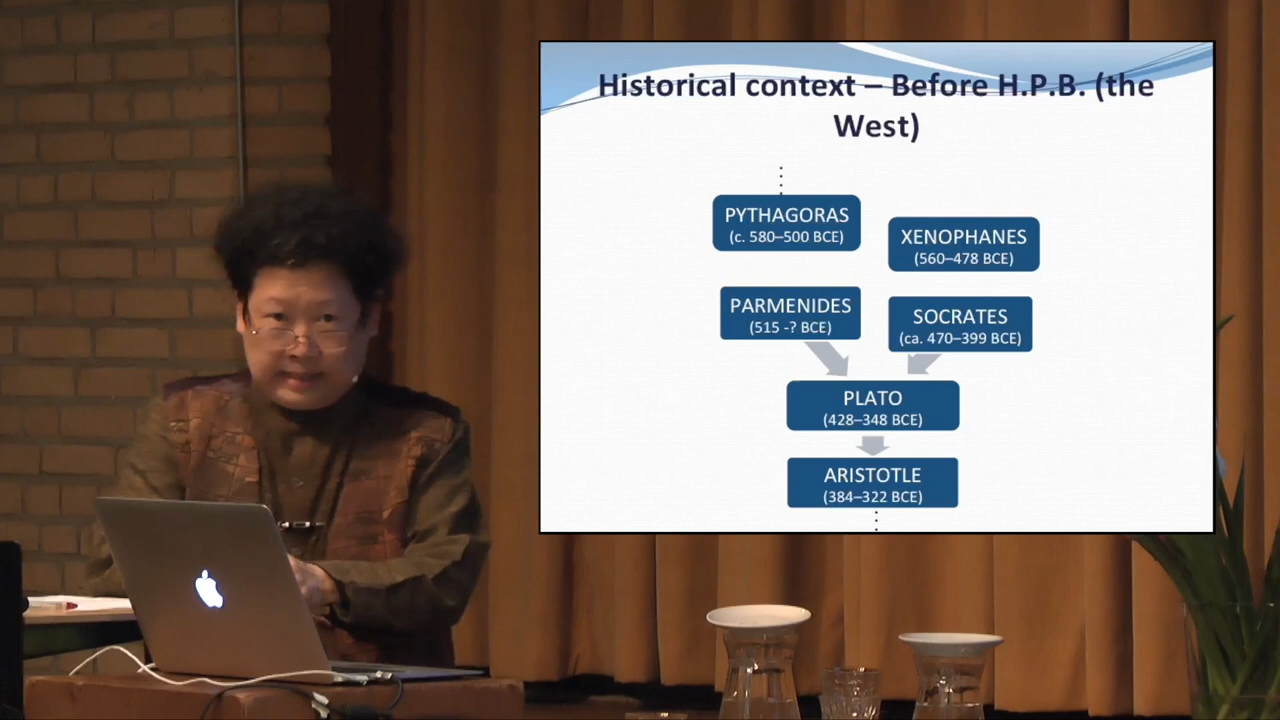 Historical context – Before H.P.B. (the
West)
PYTHAGORAS
(c. 580–500 BCE)
XENOPHANES
(560–478 BCE)
PARMENIDES
(515 -? BCE)
SOCRATES
(ca. 470–399 BCE)
PLATO
(428–348 BCE)
ARISTOTLE
(384–322 BCE)